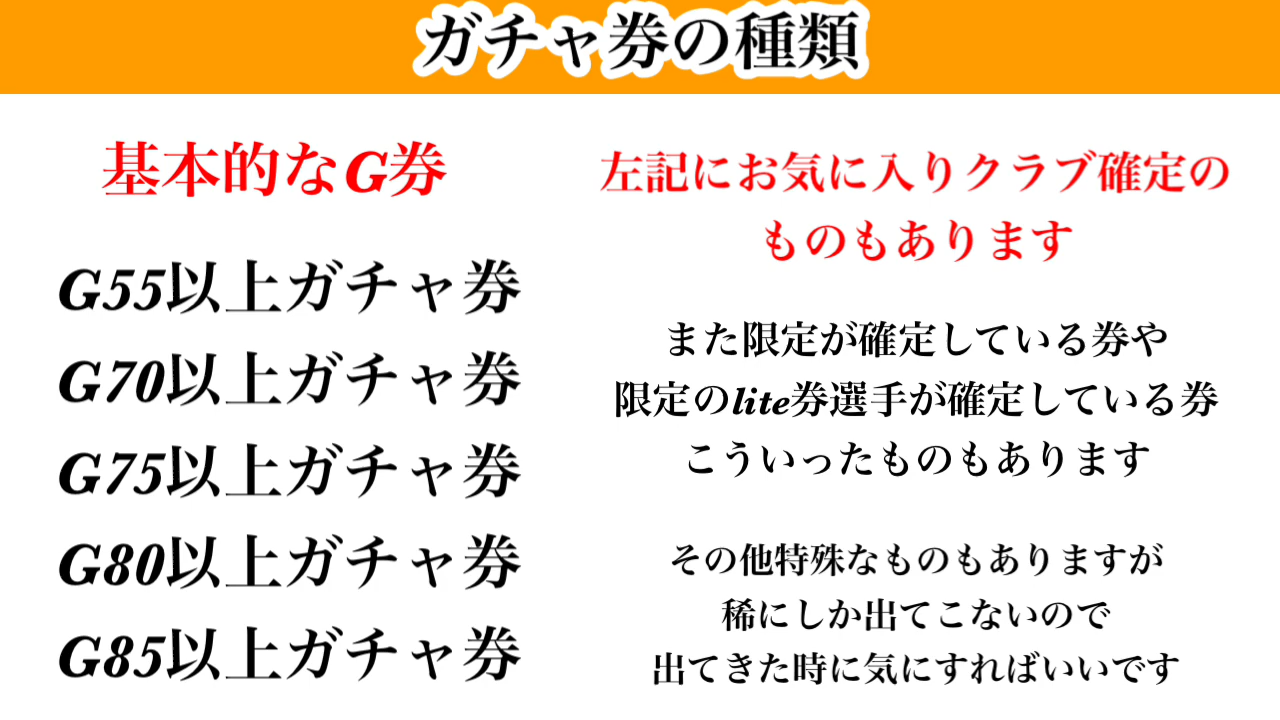 ガチャ券の種類
基本的なG券
G55以上ガチャ券
G70以上ガチャ券
G75以上ガチャ券
G80以上ガチャ券
G85以上ガチャ券
左記にお気に入りクラブ確定の
ものもあります
また限定が確定している券や
限定のlite券選手が確定している券
こういったものもあります
その他特殊なものもありますが
稀にしか出てこないので
出てきた時に気にすればいいです